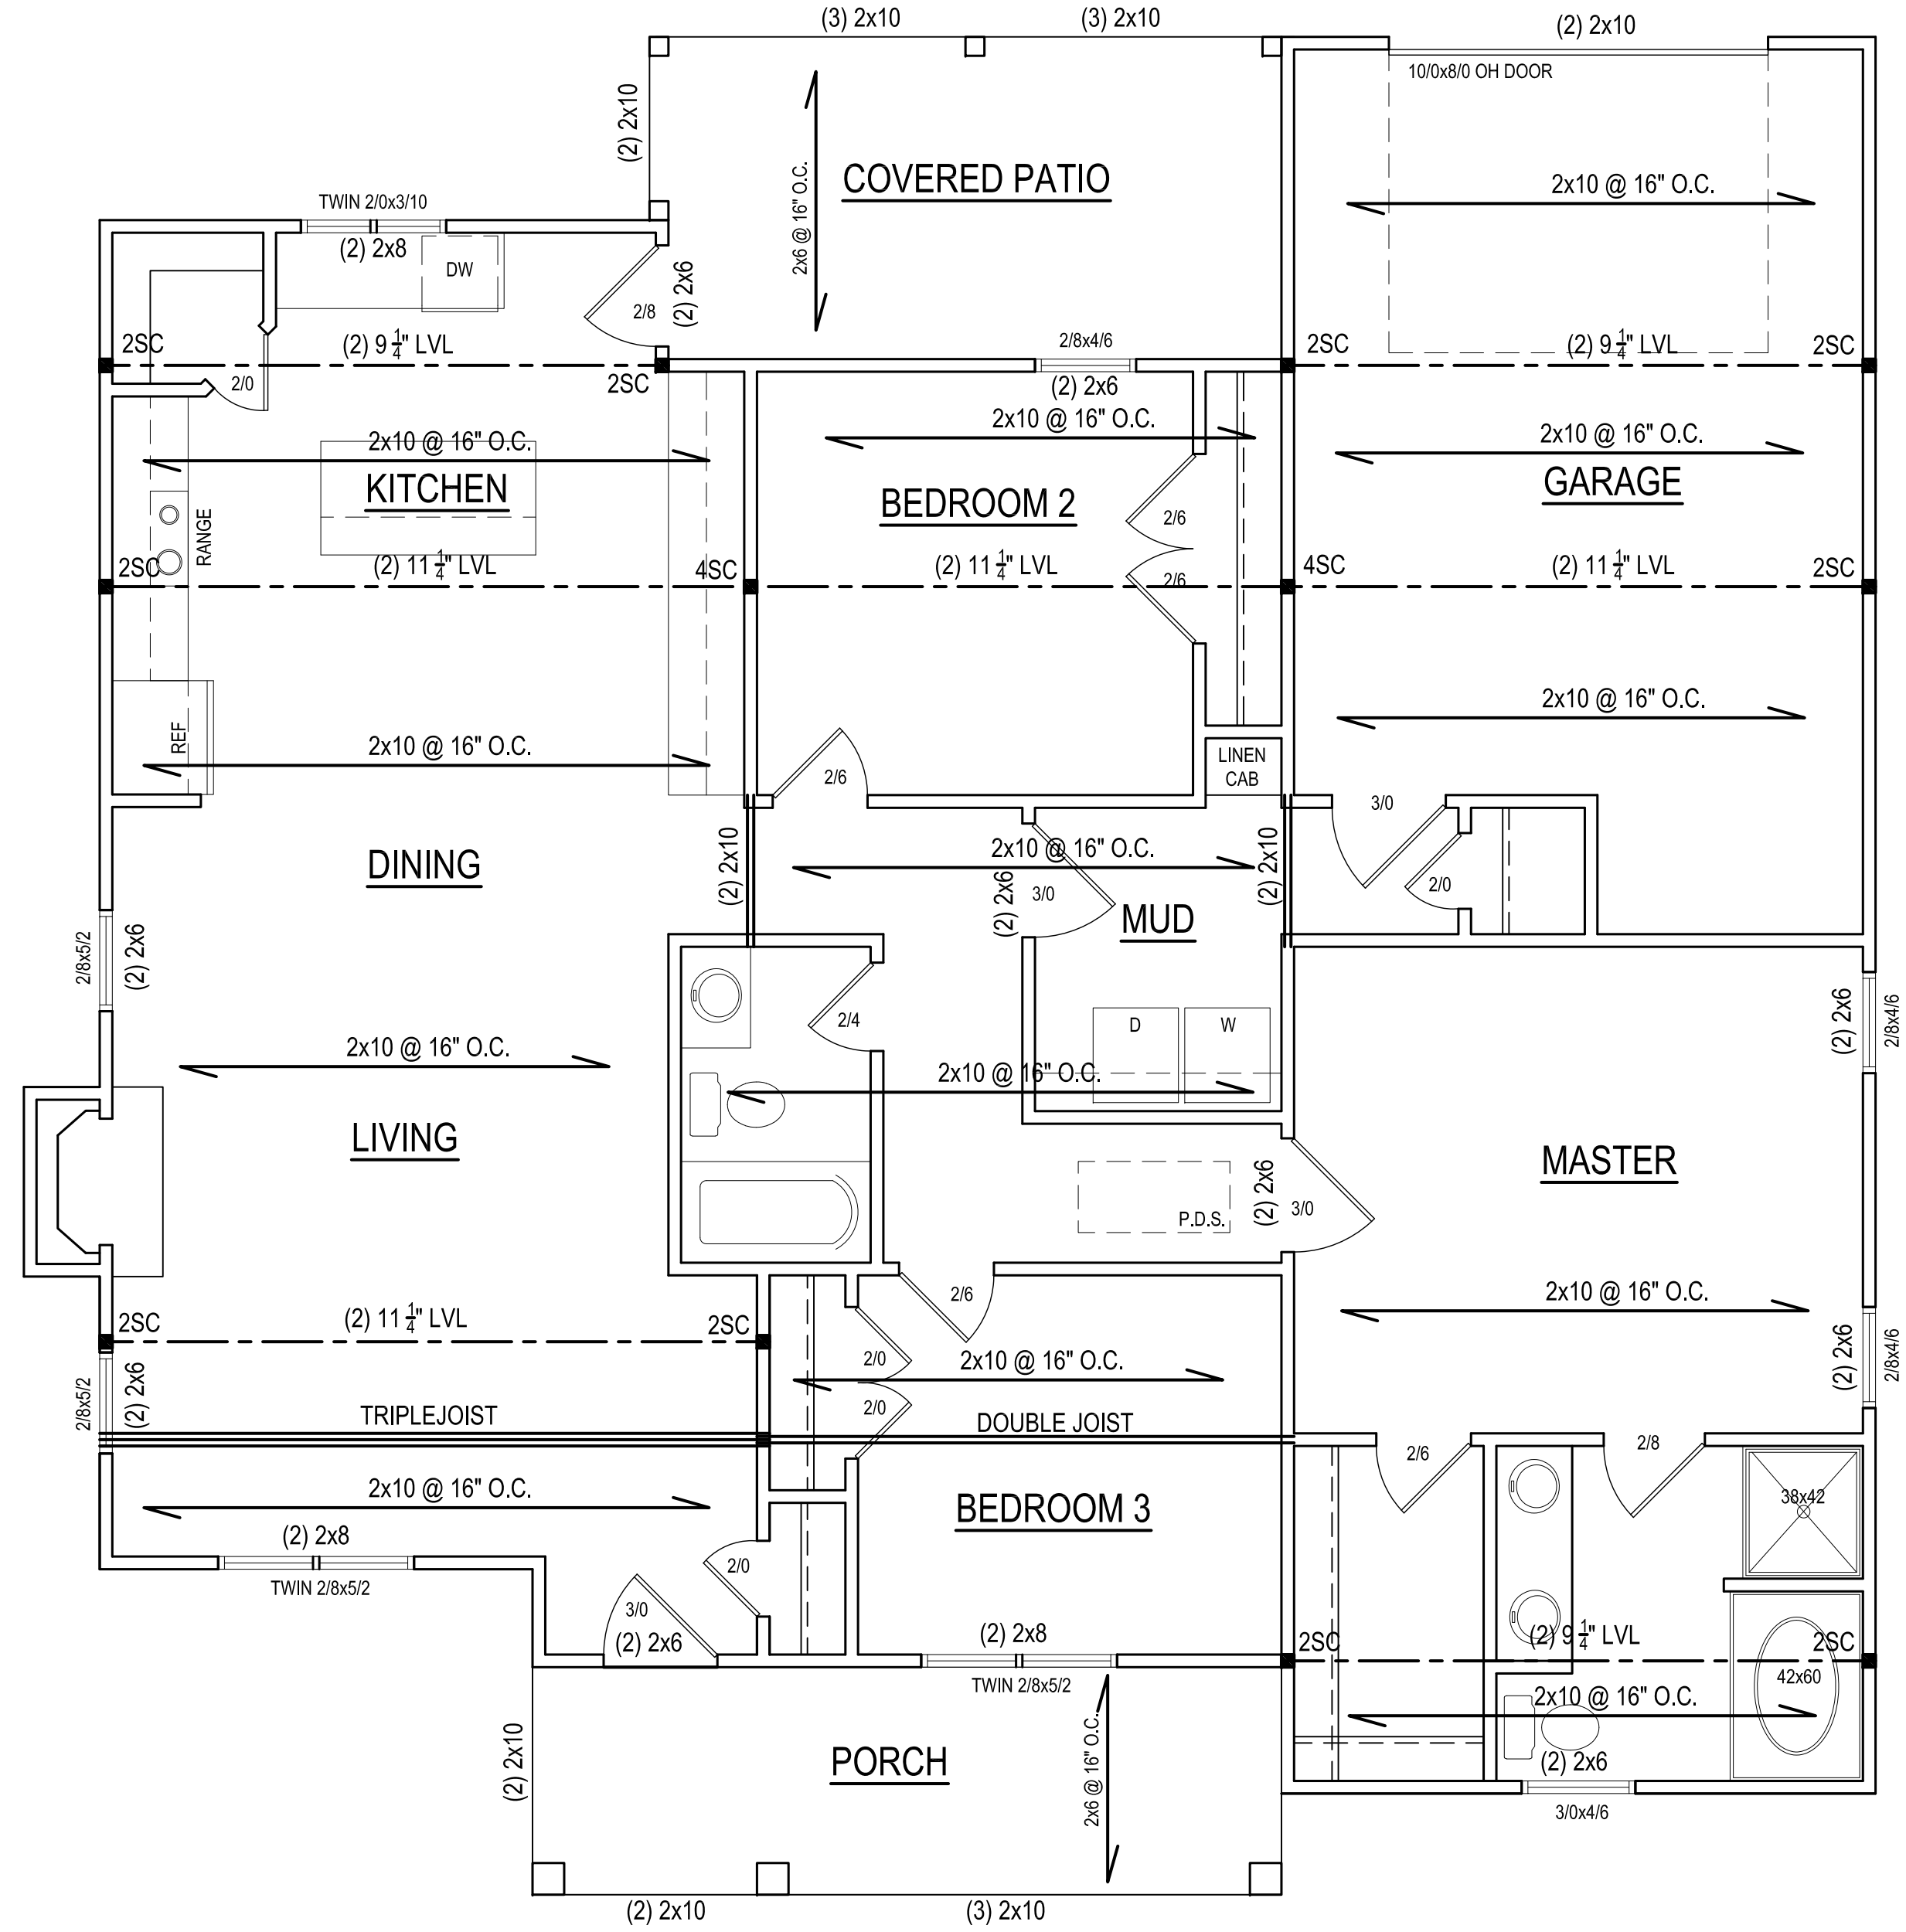 (3) 2x10
(3) 2x10
(2) 2x10
10/0x8/0 OH DOOR
(2) 2x10
COVERED PATIO
2x6 @ 16" O.C.
2x10 @ 16" O.C.
TWIN 2/0x3/10
(2) 2x8
DW
2/8
(2) 2x6
2SC
(2) 9 1/4" LVL
2SC
2/0
2/8x4/6
(2) 2x6
2SC
(2) 9 1/4" LVL
2SC
2x10 @ 16" O.C.
KITCHEN
RANGE
2x10 @ 16" O.C.
BEDROOM 2
2/6
2/6
2x10 @ 16" O.C.
GARAGE
2SC
(2) 11 1/4" LVL
4SC
(2) 11 1/4" LVL
4SC
(2) 11 1/4" LVL
2SC
REF
2x10 @ 16" O.C.
2/6
LINEN
CAB
2x10 @ 16" O.C.
3/0
2/0
DINING
(2) 2x10
2x10 @ 16" O.C.
(2) 2x6
3/0
MUD
(2) 2x10
2/8x5/2
(2) 2x6
2/4
D
W
(2) 2x6
2/8x4/6
2x10 @ 16" O.C.
2x10 @ 16" O.C.
LIVING
P.D.S.
(2) 2x6
3/0
MASTER
2SC
(2) 11 1/4" LVL
2SC
2/6
2x10 @ 16" O.C.
2/8x5/2
(2) 2x6
2/0
2/0
2x10 @ 16" O.C.
(2) 2x6
2/8x4/6
TRIPLEJOIST
DOUBLE JOIST
2/6
2/8
2x10 @ 16" O.C.
(2) 2x8
TWIN 2/8x5/2
BEDROOM 3
38x42
2/0
3/0
(2) 2x6
(2) 2x8
TWIN 2/8x5/2
2SC
(2) 9 1/4" LVL
2SC
42x60
2x10 @ 16" O.C.
(2) 2x6
3/0x4/6
(2) 2x10
PORCH
2x6 @ 16" O.C.
(2) 2x10
(3) 2x10